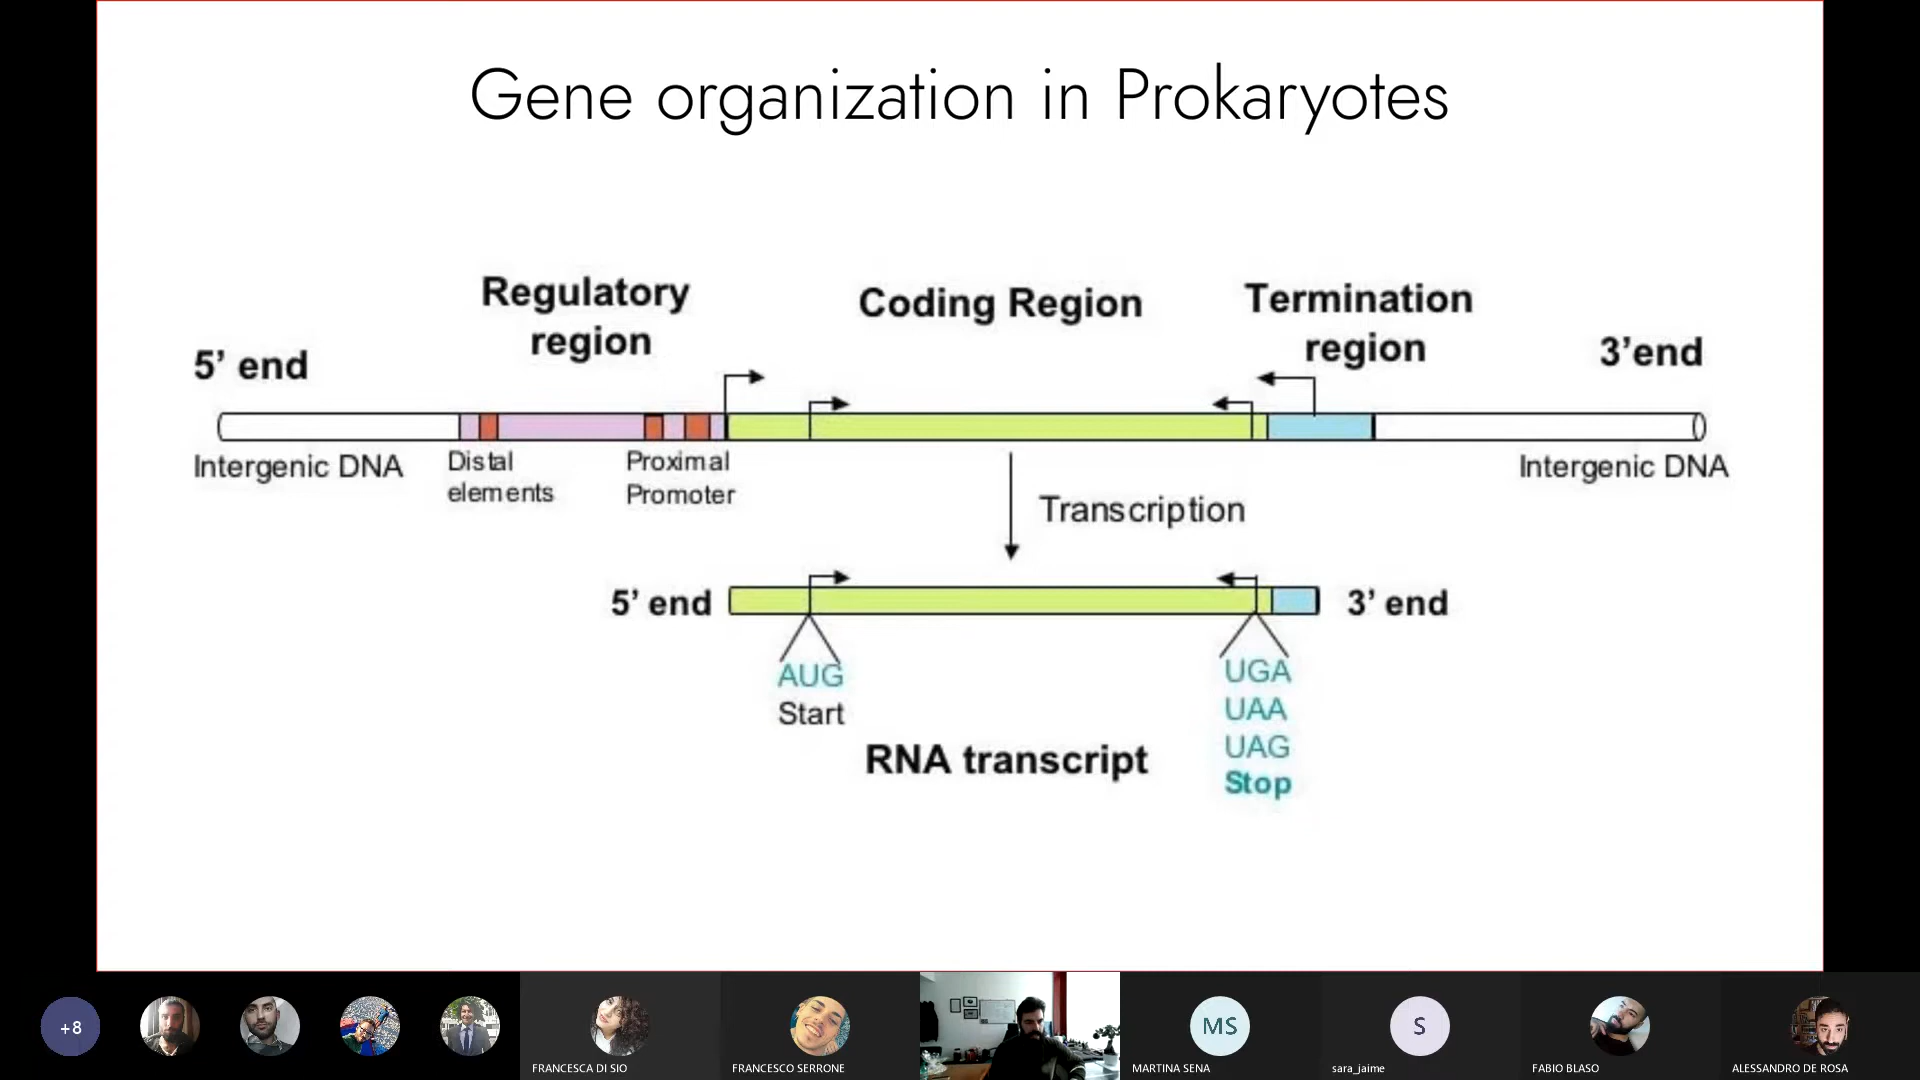 Gene organization in Prokaryotes
Regulatory
region
Coding Region
Termination
region
5' end
3'end
Intergenic DNA
Distal
elements
Proximal
Promoter
Intergenic DNA
Transcription
5' end
3' end
AUG
Start
UGA
UAA
UAG
Stop
RNA transcript
+8
FRANCESCA DI SIO
FRANCESCO SERRONE
MS
MARTINA SENA
S
sara_jaime
FABIO BLASO
ALESSANDRO DE ROSA